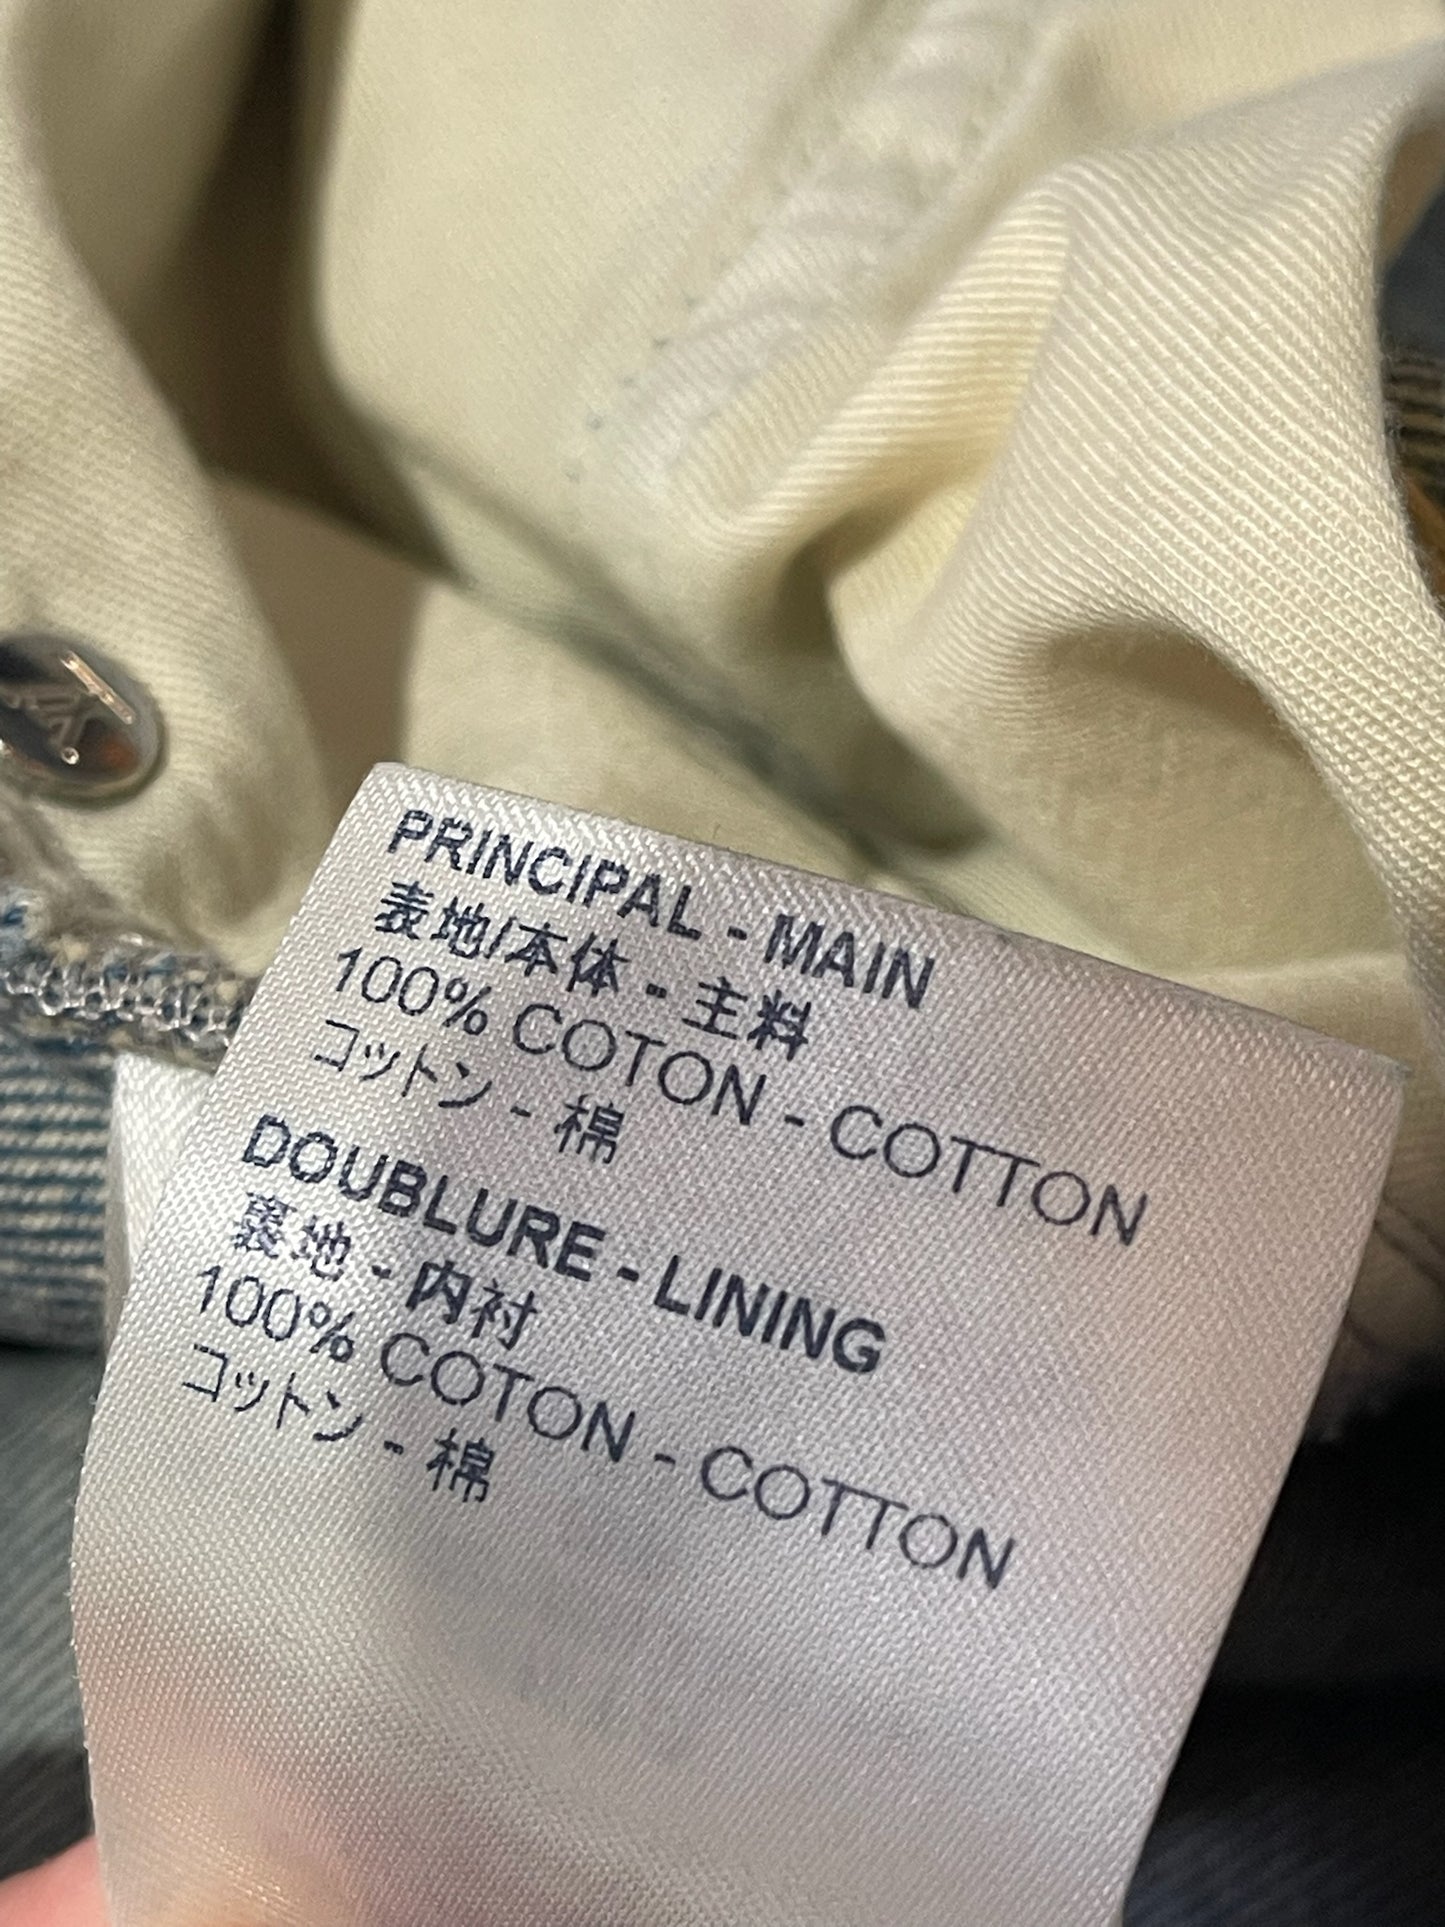 PRINCIPAL - MAIN
表地/本体 - 主料
100% COTON - COTTON
コットン - 棉
DOUBLURE - LINING
裏地 - 内衬
100% COTON - COTTON
コットン - 棉